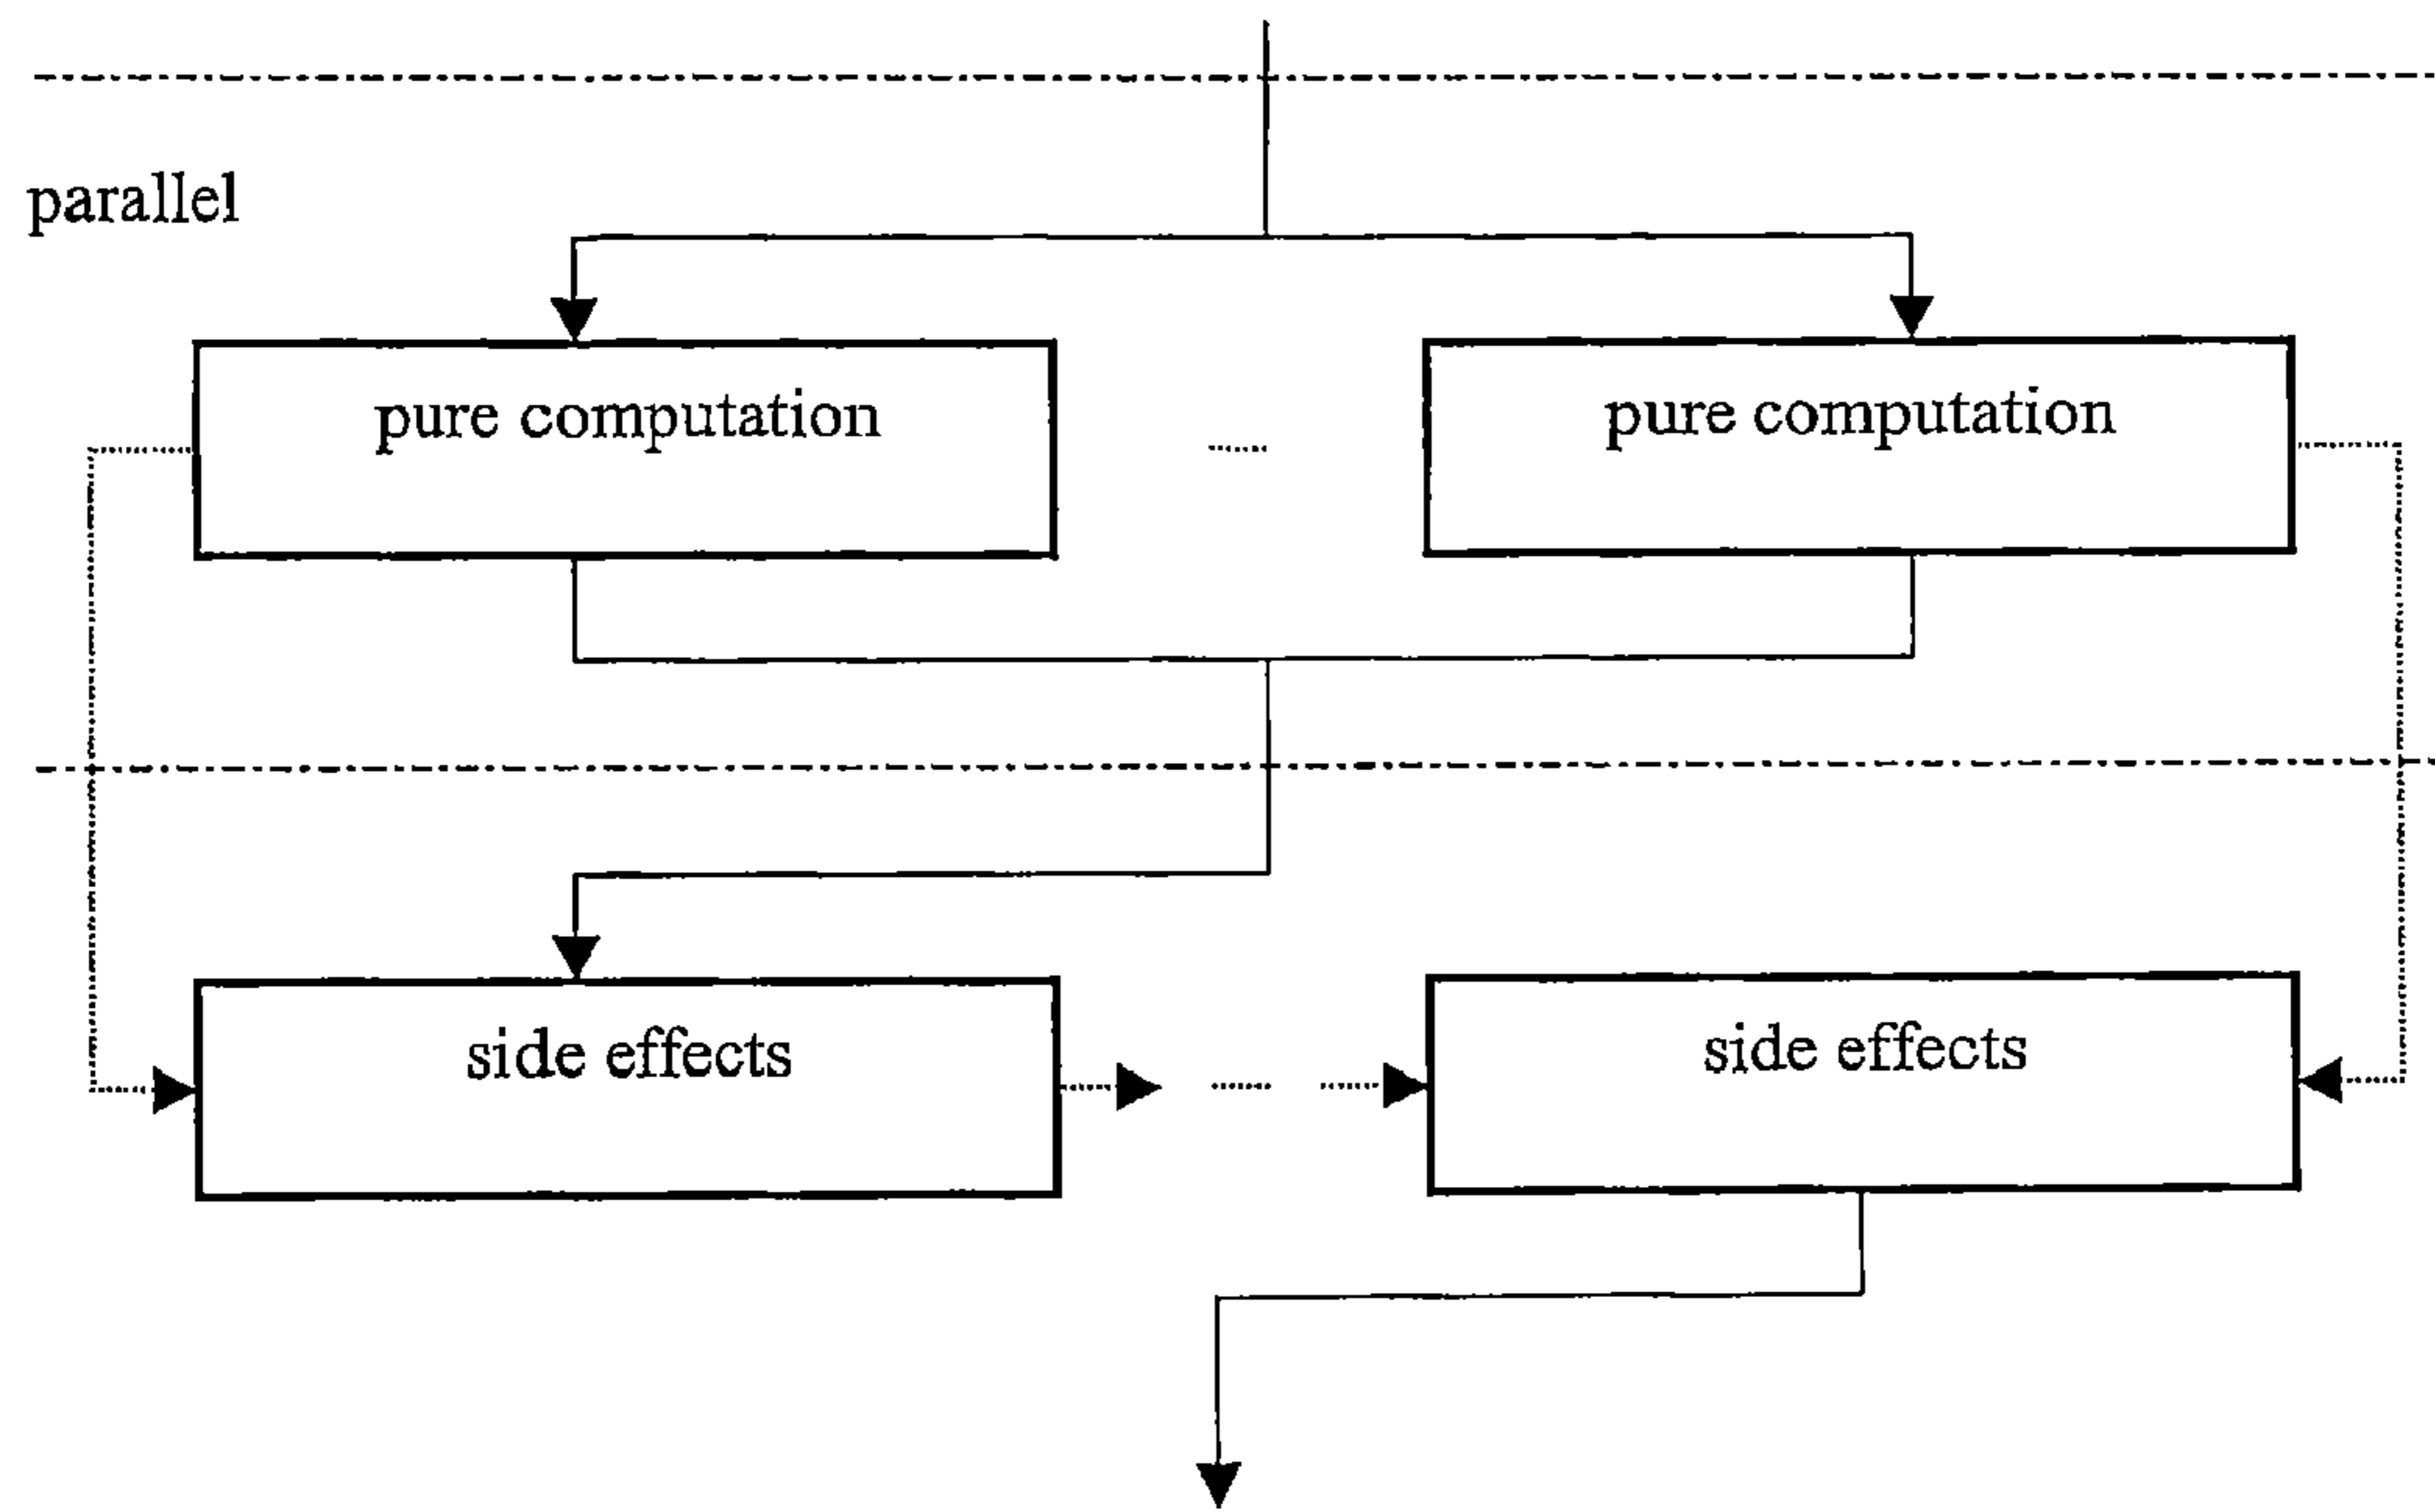 parallel
pure computation
pure computation
side effects
side effects